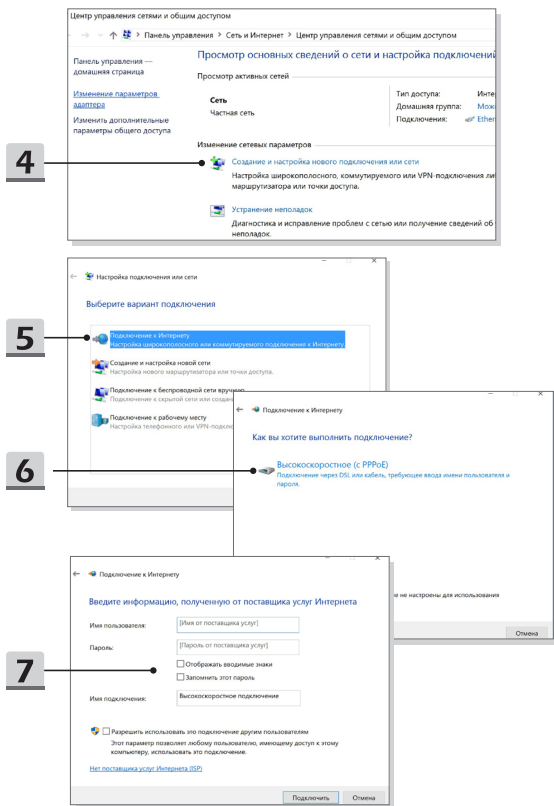 Центр управления сетями и общим доступом
Панель управления > Сеть и Интернет > Центр управления сетями и общим доступом
Панель управления —
домашняя страница
Изменение параметров
адаптера
Изменить дополнительные
параметры общего доступа
Просмотр основных сведений о сети и настройка подключений
Просмотр активных сетей
Сеть
Частная сеть
Тип доступа: Инте
Домашняя группа: Може
Подключения: Ether
Изменение сетевых параметров
4
Создание и настройка нового подключения или сети
Настройка широкополосного, коммутируемого или VPN-подключения ли
маршрутизатора или точки доступа.
Устранение неполадок
Диагностика и исправление проблем с сетью или получение сведений об
неполадок.
Настройка подключения или сети
Выберите вариант подключения
5
Подключение к Интернету
Настройка широкополосного или коммутируемого подключения к Интернету.
Создание и настройка новой сети
Настройка нового маршрутизатора или точки доступа.
Подключение к беспроводной сети вручную
Подключение к скрытой сети или создан
Подключение к рабочему месту
Настройка телефонного или VPN-подклю
Подключение к Интернету
Как вы хотите выполнить подключение?
6
Высокоскоростное (с PPPoE)
Подключение через DSL или кабель, требующее ввода имени пользователя и
пароля.
м не настроены для использования
Отмена
Подключение к Интернету
Введите информацию, полученную от поставщика услуг Интернета
Имя пользователя: [Имя от поставщика услуг]
Пароль: [Пароль от поставщика услуг]
7
Отображать вводимые знаки
Запомнить этот пароль
Имя подключения: Высокоскоростное подключение
Разрешить использовать это подключение другим пользователям
Этот параметр позволяет любому пользователю, имеющему доступ к этому
компьютеру, использовать это подключение.
Нет поставщика услуг Интернета (ISP)
Подключить Отмена